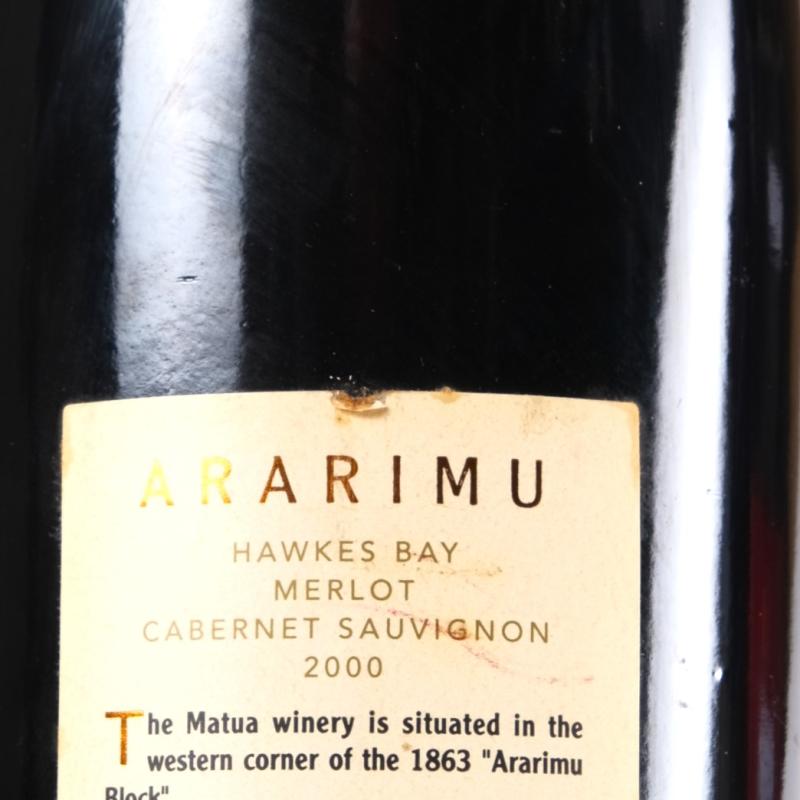 ARARIMU
HAWKES BAY
MERLOT
CABERNET SAUVIGNON
2000
The Matua winery is situated in the
western corner of the 1863 "Ararimu
Block"